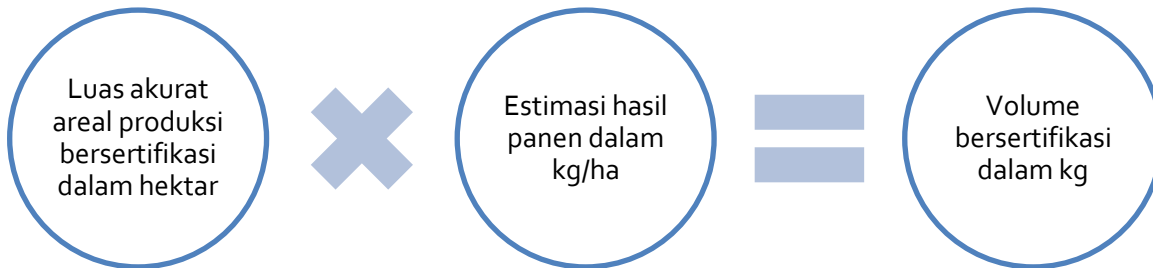 Luas akurat
areal produksi
bersertifikasi
dalam hektar
Estimasi hasil
panen dalam
kg/ha
Volume
bersertifikasi
dalam kg